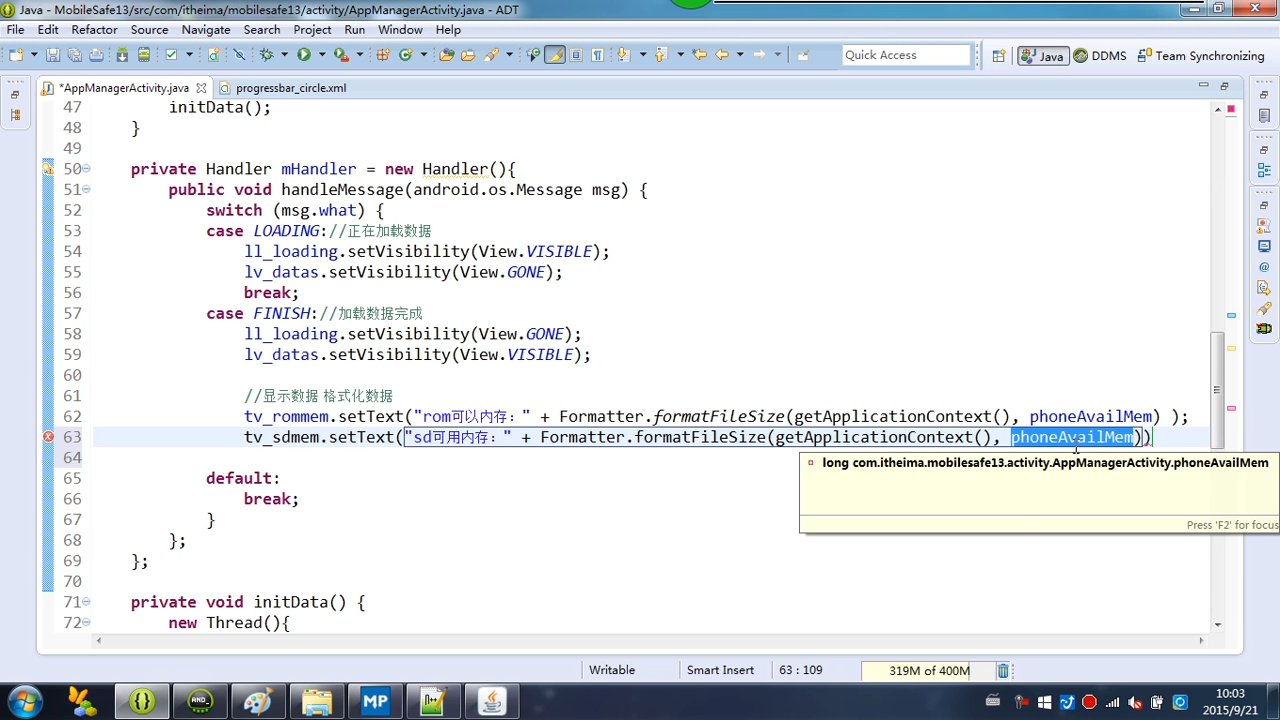 Java - MobileSafe13/src/com/itheima/mobilesafe13/activity/AppManagerActivity.java - ADT
File Edit Refactoring Source Navigate Search Project Run Window Help
Quick Access
Java DDMS Team Synchronizing
*AppManagerActivity.java progressbar_circle.xml
47 initData();
48 }
49
50 private Handler mHandler = new Handler(){
51 public void handleMessage(android.os.Message msg) {
52 switch (msg.what) {
53 case LOADING://正在加载数据
54 ll_loading.setVisibility(View.VISIBLE);
55 lv_datas.setVisibility(View.GONE);
56 break;
57 case FINISH://加载数据完成
58 ll_loading.setVisibility(View.GONE);
59 lv_datas.setVisibility(View.VISIBLE);
60
61 //显示数据 格式化数据
62 tv_rommem.setText("rom可以内存：" + Formatter.formatFileSize(getApplicationContext(), phoneAvailMem) );
63 tv_sdmem.setText("sd可用内存：" + Formatter.formatFileSize(getApplicationContext(), phoneAvailMem))
64
long com.itheima.mobilesafe13.activity.AppManagerActivity.phoneAvailMem
65 default:
66 break;
Press 'F2' for focus
67 }
68 };
69 };
70
71 private void initData() {
72 new Thread(){
Writable Smart Insert 63 : 109 319M of 400M
AND_ MP
10:03
2015/9/21